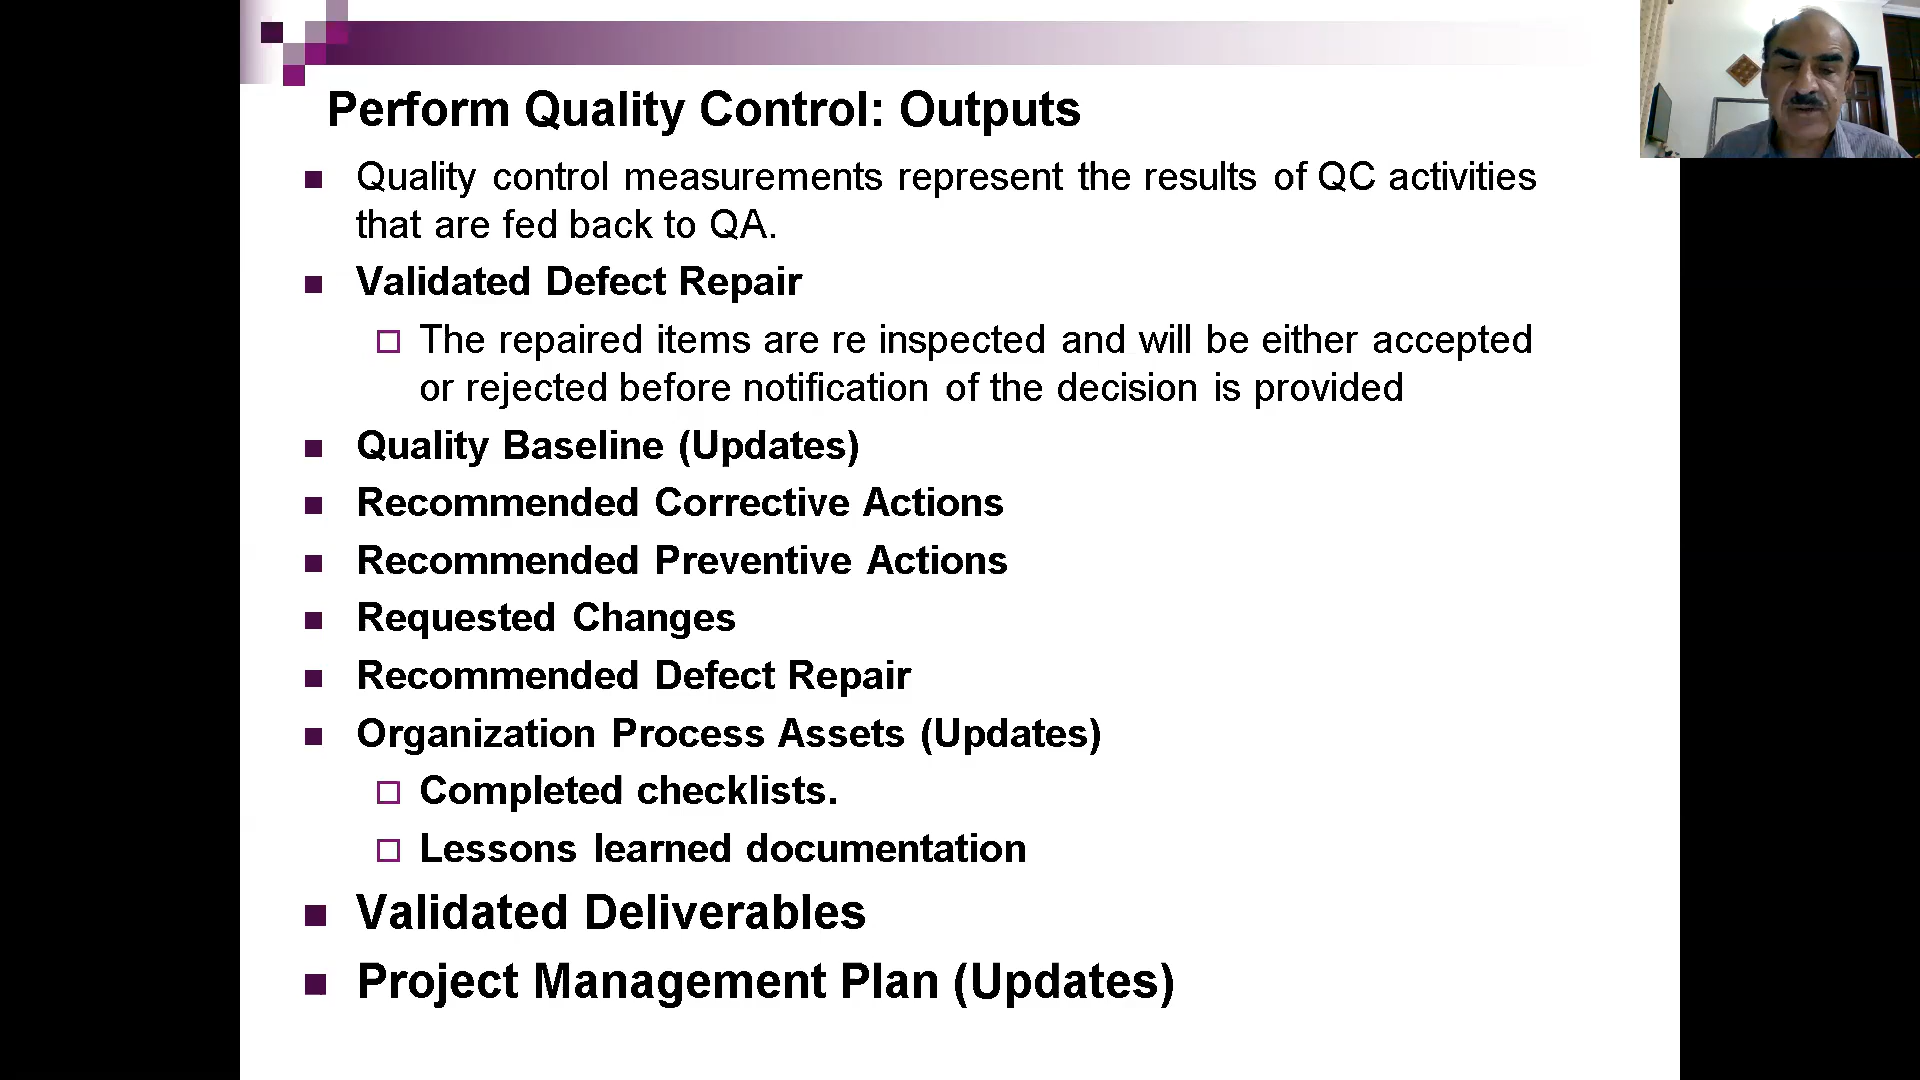 Perform Quality Control: Outputs
Quality control measurements represent the results of QC activities
that are fed back to QA.
Validated Defect Repair
The repaired items are re inspected and will be either accepted
or rejected before notification of the decision is provided
Quality Baseline (Updates)
Recommended Corrective Actions
Recommended Preventive Actions
Requested Changes
Recommended Defect Repair
Organization Process Assets (Updates)
Completed checklists.
Lessons learned documentation
Validated Deliverables
Project Management Plan (Updates)